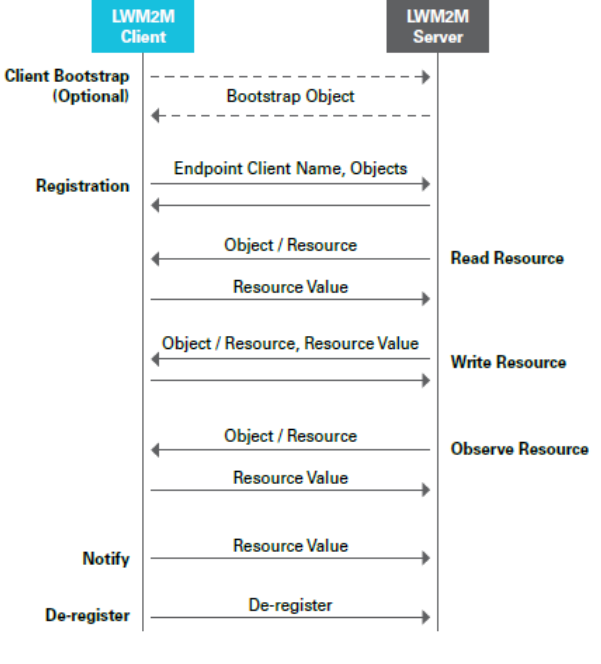 LWM2M
Client
LWM2M
Server
Client Bootstrap
(Optional)
Bootstrap Object
Endpoint Client Name, Objects
Registration
Object / Resource
Read Resource
Resource Value
Object / Resource, Resource Value
Write Resource
Object / Resource
Observe Resource
Resource Value
Resource Value
Notify
De-register
De-register